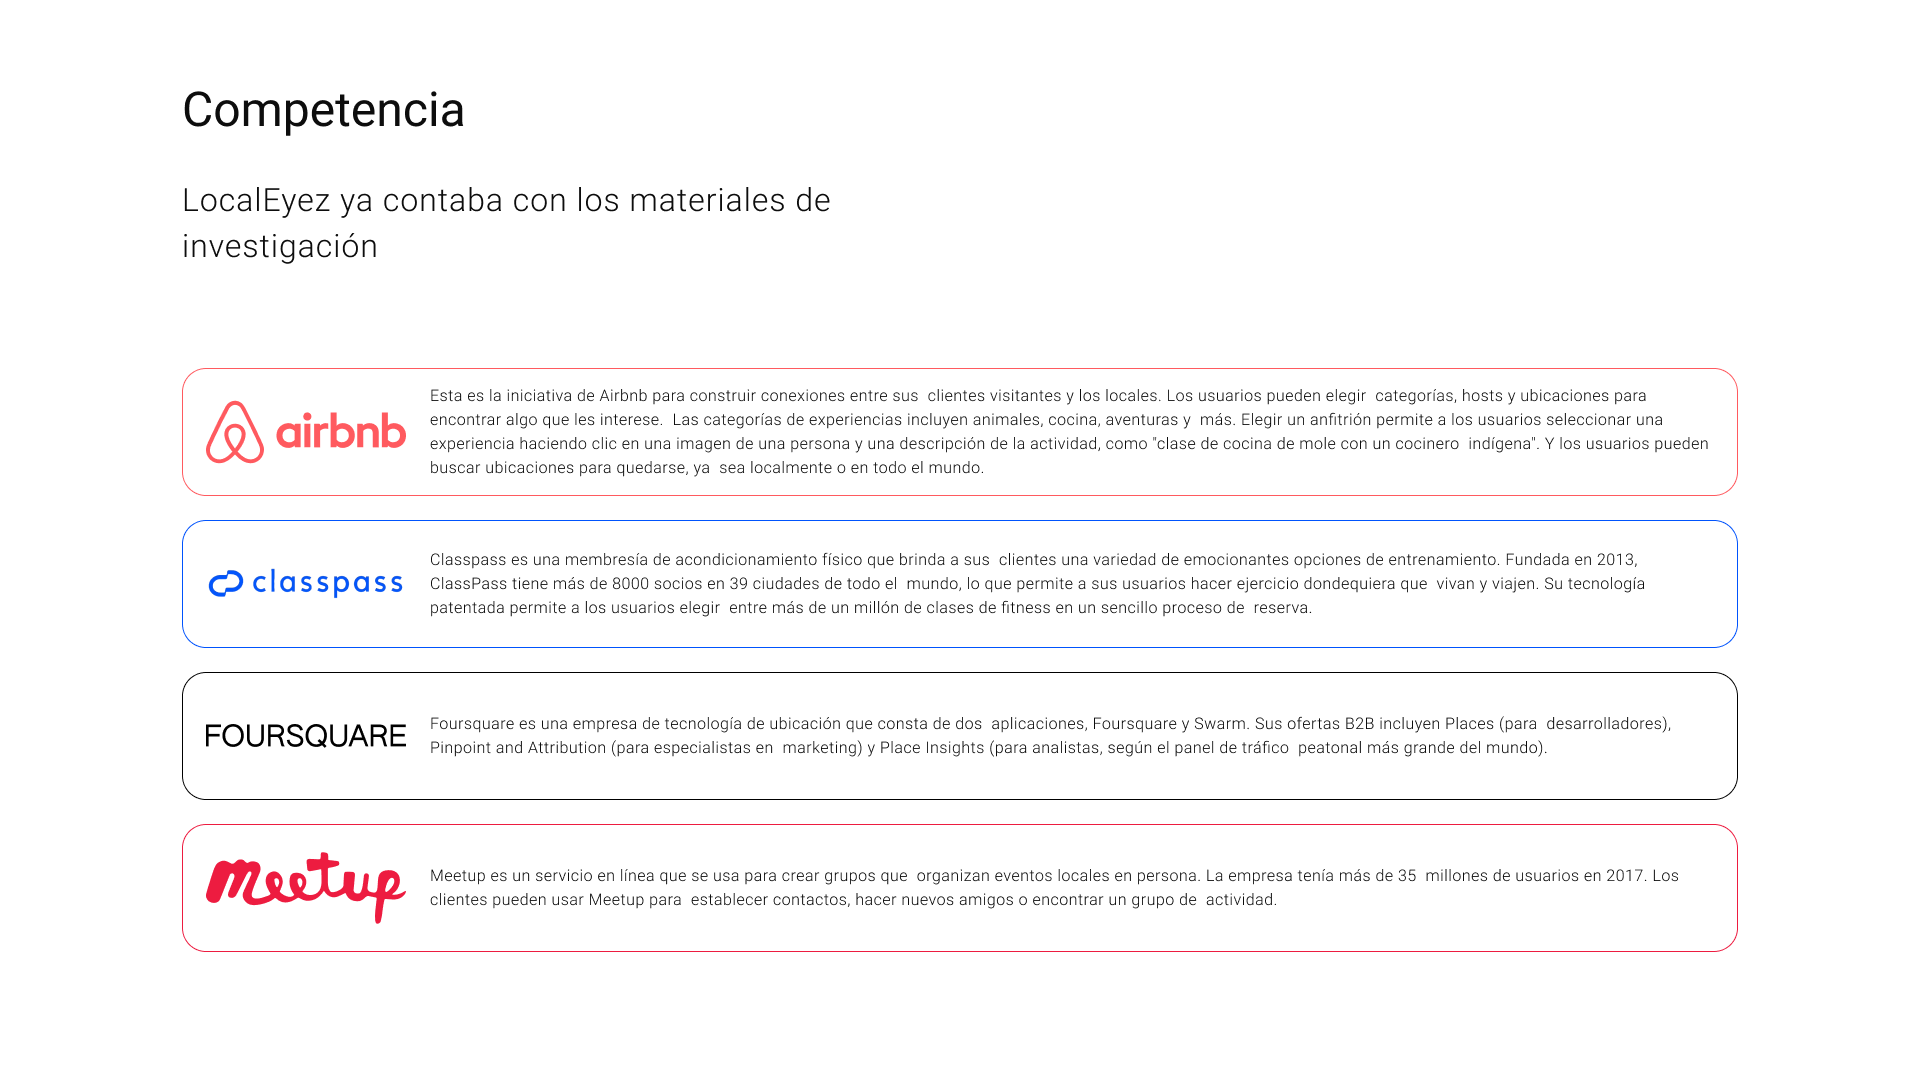 Competencia
LocalEyez ya contaba con los materiales de
investigación
airbnb
Esta es la iniciativa de Airbnb para construir conexiones entre sus  clientes visitantes y los locales. Los usuarios pueden elegir  categorías, hosts y ubicaciones para
encontrar algo que les interese.  Las categorías de experiencias incluyen animales, cocina, aventuras y  más. Elegir un anfitrión permite a los usuarios seleccionar una
experiencia haciendo clic en una imagen de una persona y una descripción de la actividad, como "clase de cocina de mole con un cocinero  indígena". Y los usuarios pueden
buscar ubicaciones para quedarse, ya  sea localmente o en todo el mundo.
classpass
Classpass es una membresía de acondicionamiento físico que brinda a sus  clientes una variedad de emocionantes opciones de entrenamiento. Fundada en 2013,
ClassPass tiene más de 8000 socios en 39 ciudades de todo el  mundo, lo que permite a sus usuarios hacer ejercicio dondequiera que  vivan y viajen. Su tecnología
patentada permite a los usuarios elegir  entre más de un millón de clases de fitness en un sencillo proceso de  reserva.
FOURSQUARE
Foursquare es una empresa de tecnología de ubicación que consta de dos  aplicaciones, Foursquare y Swarm. Sus ofertas B2B incluyen Places (para  desarrolladores),
Pinpoint and Attribution (para especialistas en  marketing) y Place Insights (para analistas, según el panel de tráfico  peatonal más grande del mundo).
meetup
Meetup es un servicio en línea que se usa para crear grupos que  organizan eventos locales en persona. La empresa tenía más de 35  millones de usuarios en 2017. Los
clientes pueden usar Meetup para  establecer contactos, hacer nuevos amigos o encontrar un grupo de  actividad.